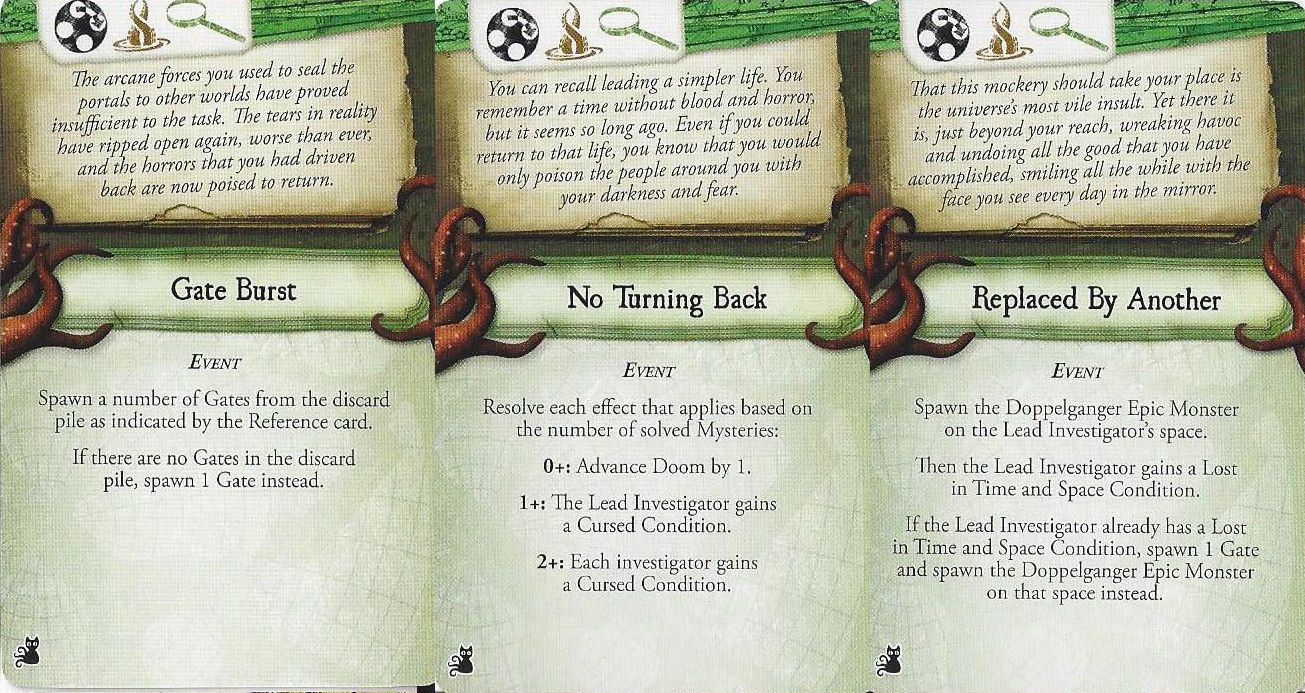 The arcane forces you used to seal the
portals to other worlds have proved
insufficient to the task. The tears in reality
have ripped open again, worse than ever,
and the horrors that you had driven
back are now poised to return.
Gate Burst
Event
Spawn a number of Gates from the discard
pile as indicated by the Reference card.
If there are no Gates in the discard
pile, spawn 1 Gate instead.
You can recall leading a simpler life. You
remember a time without blood and horror,
but it seems so long ago. Even if you could
return to that life, you know that you would
only poison the people around you with
your darkness and fear.
No Turning Back
Event
Resolve each effect that applies based on
the number of solved Mysteries:
0+: Advance Doom by 1.
1+: The Lead Investigator gains
a Cursed Condition.
2+: Each investigator gains
a Cursed Condition.
That this mockery should take your place is
the universe's most vile insult. Yet there it
is, just beyond your reach, wreaking havoc
and undoing all the good that you have
accomplished, smiling all the while with the
face you see every day in the mirror.
Replaced By Another
Event
Spawn the Doppelganger Epic Monster
on the Lead Investigator's space.
Then the Lead Investigator gains a Lost
in Time and Space Condition.
If the Lead Investigator already has a Lost
in Time and Space Condition, spawn 1 Gate
and spawn the Doppelganger Epic Monster
on that space instead.